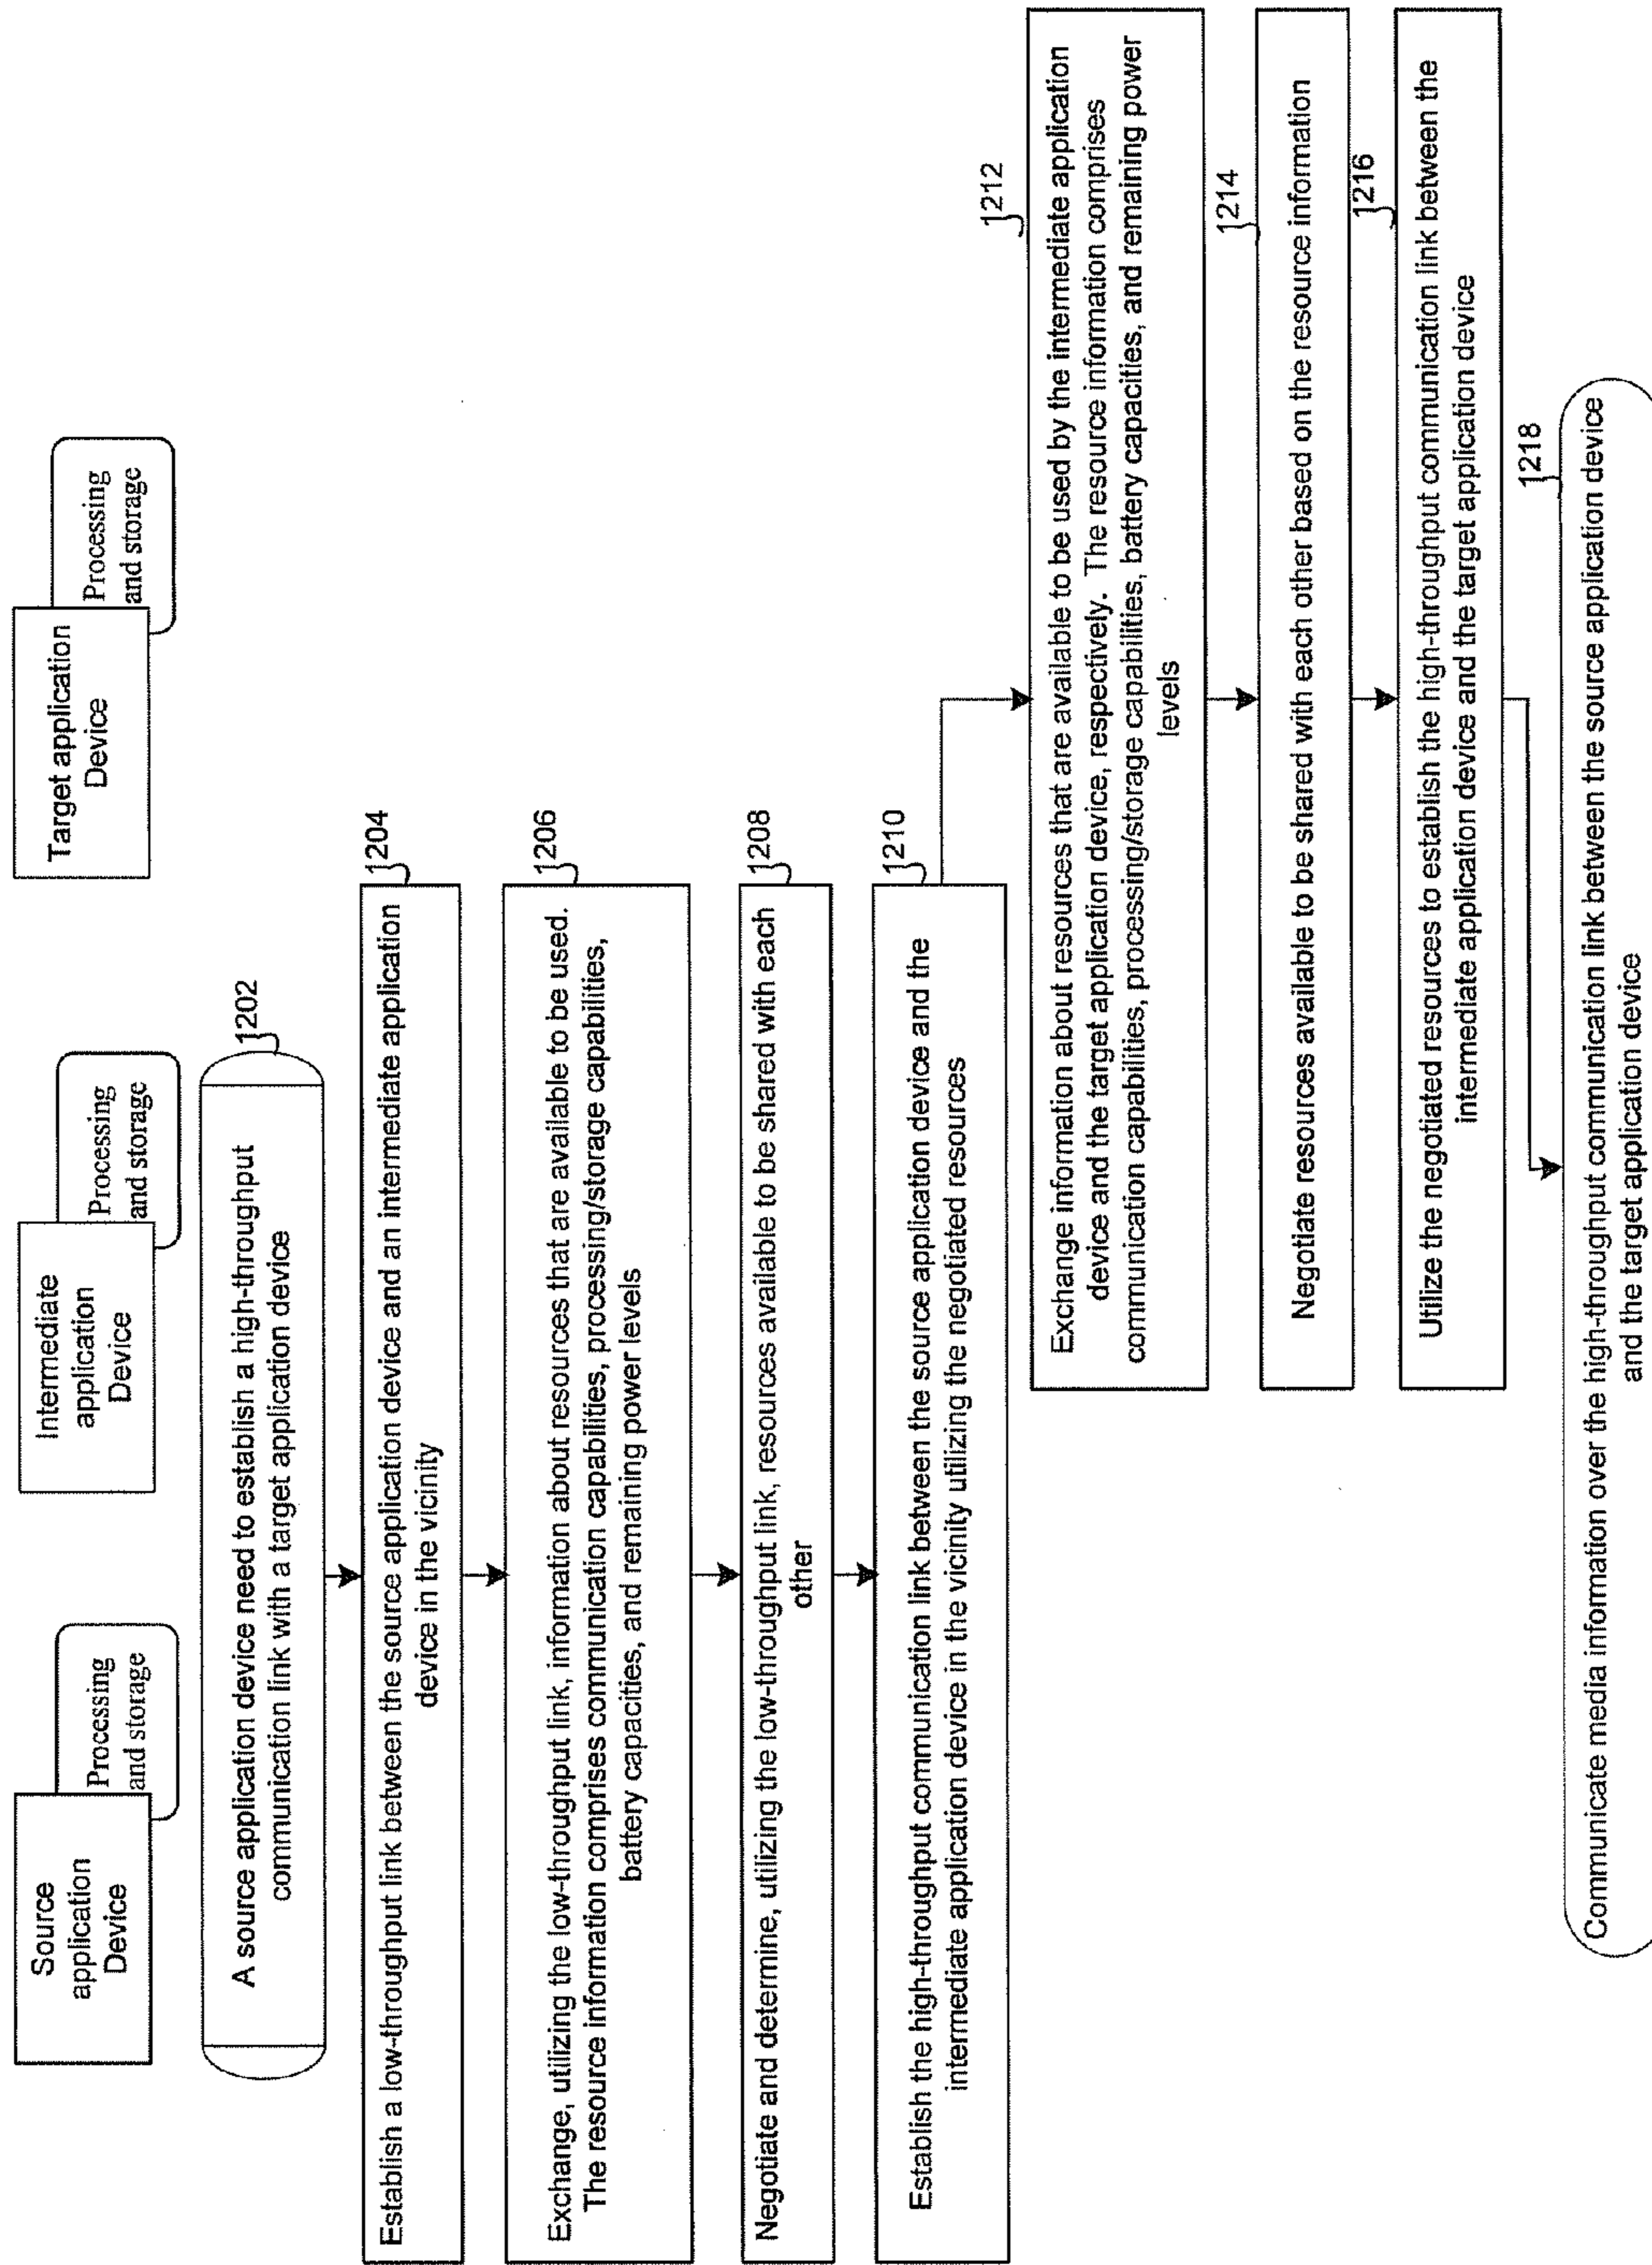 Source
application
Device
Processing
and storage
Intermediate
application
Device
Processing
and storage
Target application
Device
Processing
and storage
1202
A source application device need to establish a high-throughput
communication link with a target application device
1204
Establish a low-throughput link between the source application device and an intermediate application
device in the vicinity
1206
Exchange, utilizing the low-throughput link, information about resources that are available to be used.
The resource information comprises communication capabilities, processing/storage capabilities,
battery capacities, and remaining power levels
1208
Negotiate and determine, utilizing the low-throughput link, resources available to be shared with each
other
1210
Establish the high-throughput communication link between the source application device and the
intermediate application device in the vicinity utilizing the negotiated resources
1212
Exchange information about resources that are available to be used by the intermediate application
device and the target application device, respectively. The resource information comprises
communication capabilities, processing/storage capabilities, battery capacities, and remaining power
levels
1214
Negotiate resources available to be shared with each other based on the resource information
1216
Utilize the negotiated resources to establish the high-throughput communication link between the
intermediate application device and the target application device
1218
Communicate media information over the high-throughput communication link between the source application device
and the target application device